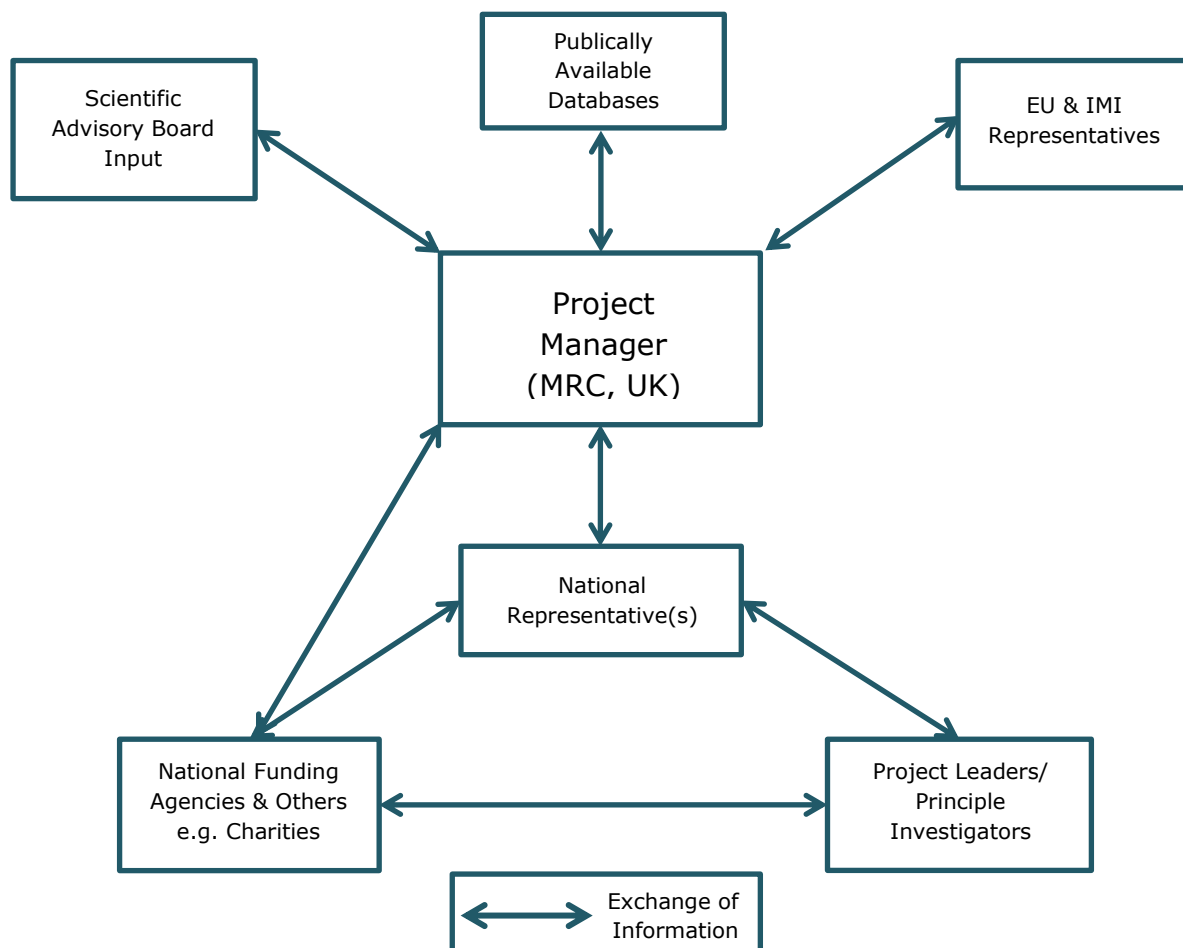 Publically
Available
Databases
Scientific
Advisory Board
Input
EU & IMI
Representatives
Project
Manager
(MRC, UK)
National
Representative(s)
National Funding
Agencies & Others
e.g. Charities
Project Leaders/
Principle
Investigators
Exchange of
Information